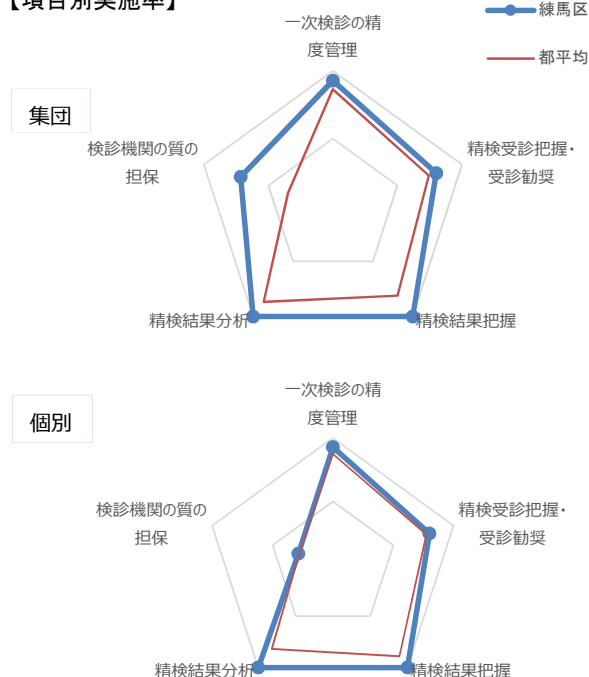 【項目別実施率】
練馬区
都平均
集団
一次検診の精
度管理
検診機関の質の
担保
精検受診把握・
受診勧奨
精検結果分析
精検結果把握
個別
一次検診の精
度管理
検診機関の質の
担保
精検受診把握・
受診勧奨
精検結果分析
精検結果把握